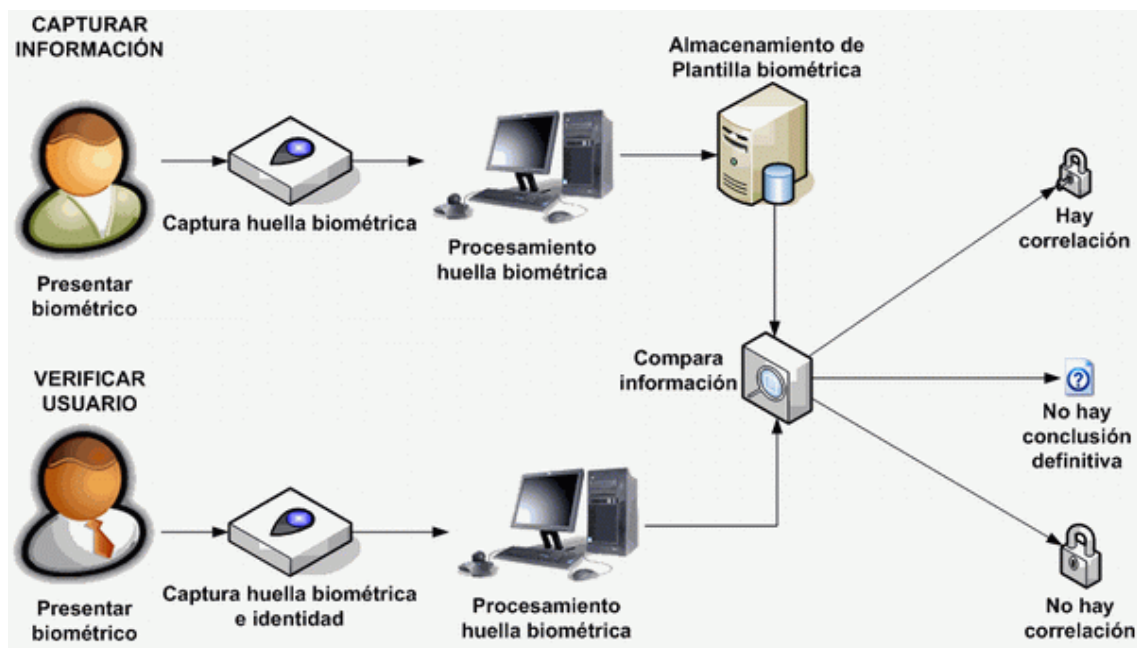 CAPTURAR
INFORMACIÓN
Presentar
biométrico
Captura huella biométrica
Procesamiento
huella biométrica
Almacenamiento de
Plantilla biométrica
Hay
correlación
Compara
información
No hay
conclusión
definitiva
VERIFICAR
USUARIO
Presentar
biométrico
Captura huella biométrica
e identidad
Procesamiento
huella biométrica
No hay
correlación